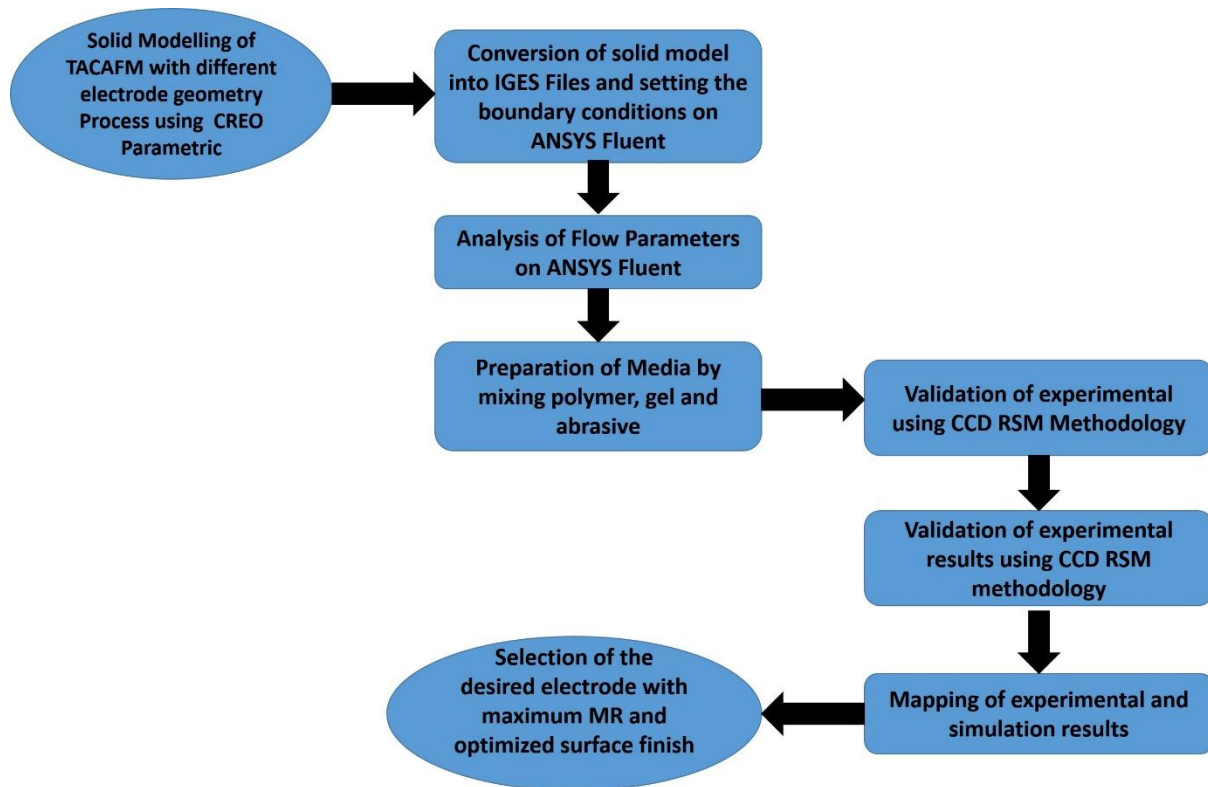 Solid Modelling of
TACAFM with different
electrode geometry
Process using CREO
Parametric
Conversion of solid model
into IGES Files and setting the
boundary conditions on
ANSYS Fluent
Analysis of Flow Parameters
on ANSYS Fluent
Preparation of Media by
mixing polymer, gel and
abrasive
Validation of experimental
using CCD RSM Methodology
Validation of experimental
results using CCD RSM
methodology
Mapping of experimental and
simulation results
Selection of the
desired electrode with
maximum MR and
optimized surface finish